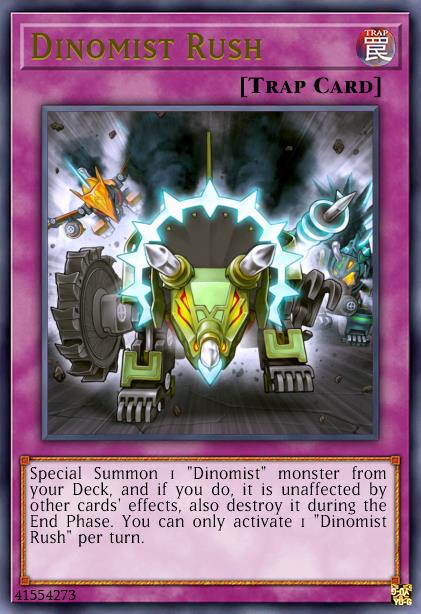 Dinomist Rush
TRAP
罠
[Trap Card]
Special Summon 1 "Dinomist" monster from
your Deck, and if you do, it is unaffected by
other cards' effects, also destroy it during the
End Phase. You can only activate 1 "Dinomist
Rush" per turn.
41554273